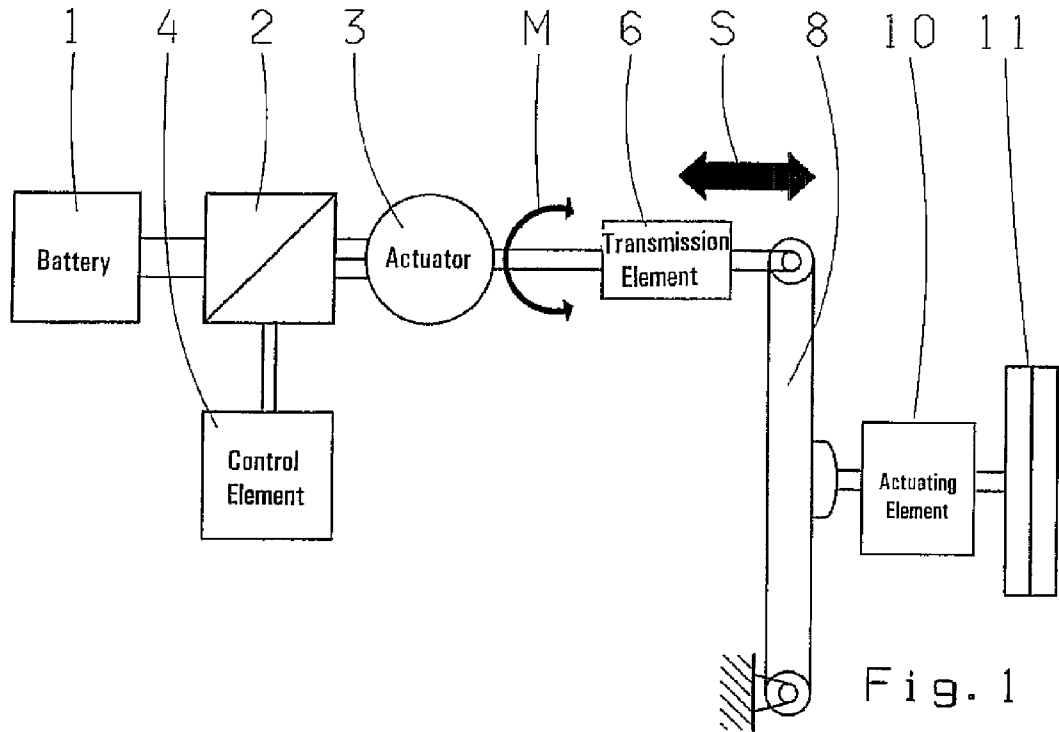 1 4 2 3 M 6 S 8 10 11
Battery
Actuator
Transmission
Element
Control
Element
Actuating
Element
Fig. 1